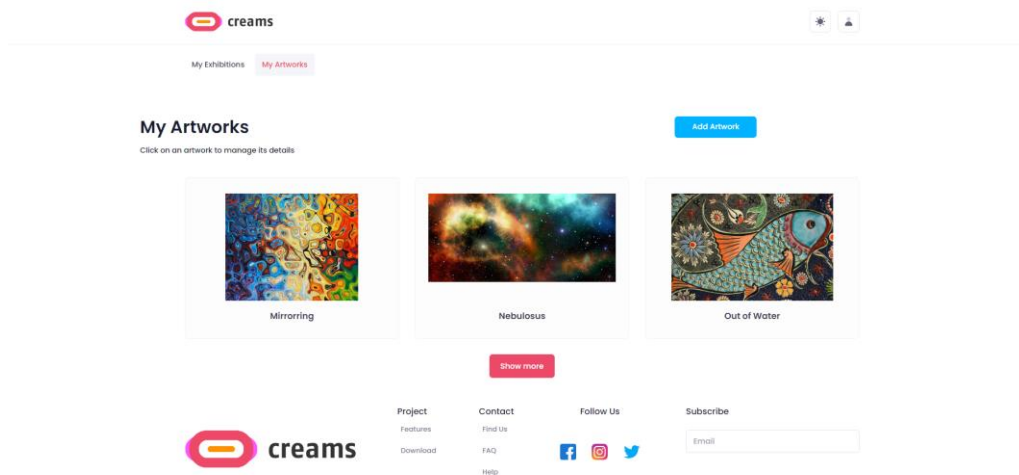 creams
My Exhibitions My Artworks
My Artworks
Add Artwork
Click on an artwork to manage its details
Mirrorring
Nebulosus
Out of Water
Show more
Project
Features
Download
Contact
Find Us
FAQ
Help
Follow Us
Subscribe
Email
creams